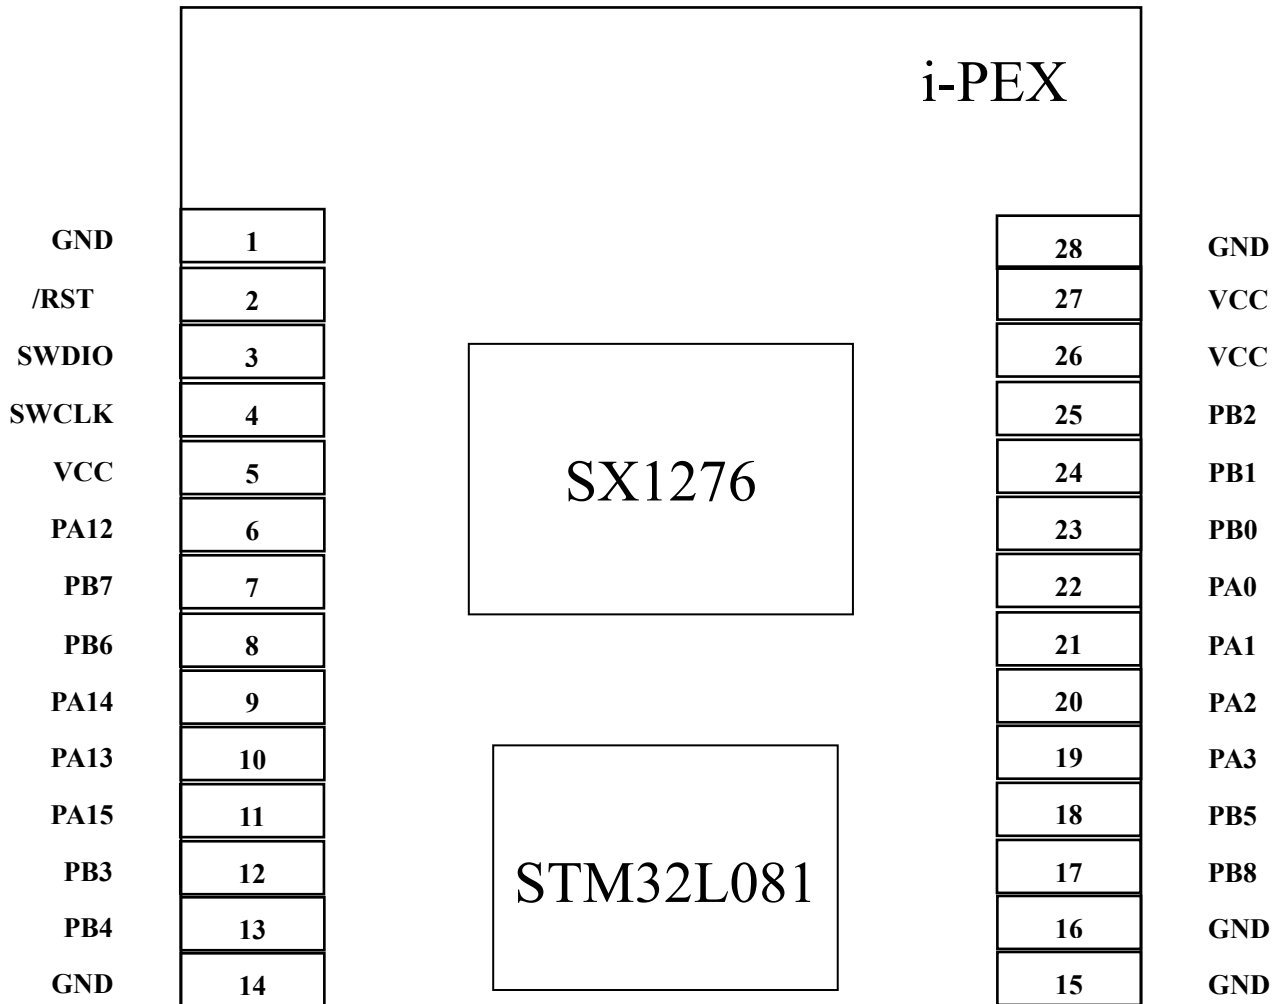 i-PEX
GND 1 28 GND
/RST 2 27 VCC
SWDIO 3 26 VCC
SWCLK 4 25 PB2
VCC 5 SX1276 24 PB1
PA12 6 23 PB0
PB7 7 22 PA0
PB6 8 21 PA1
PA14 9 20 PA2
PA13 10 19 PA3
PA15 11 18 PB5
PB3 12 STM32L081 17 PB8
PB4 13 16 GND
GND 14 15 GND